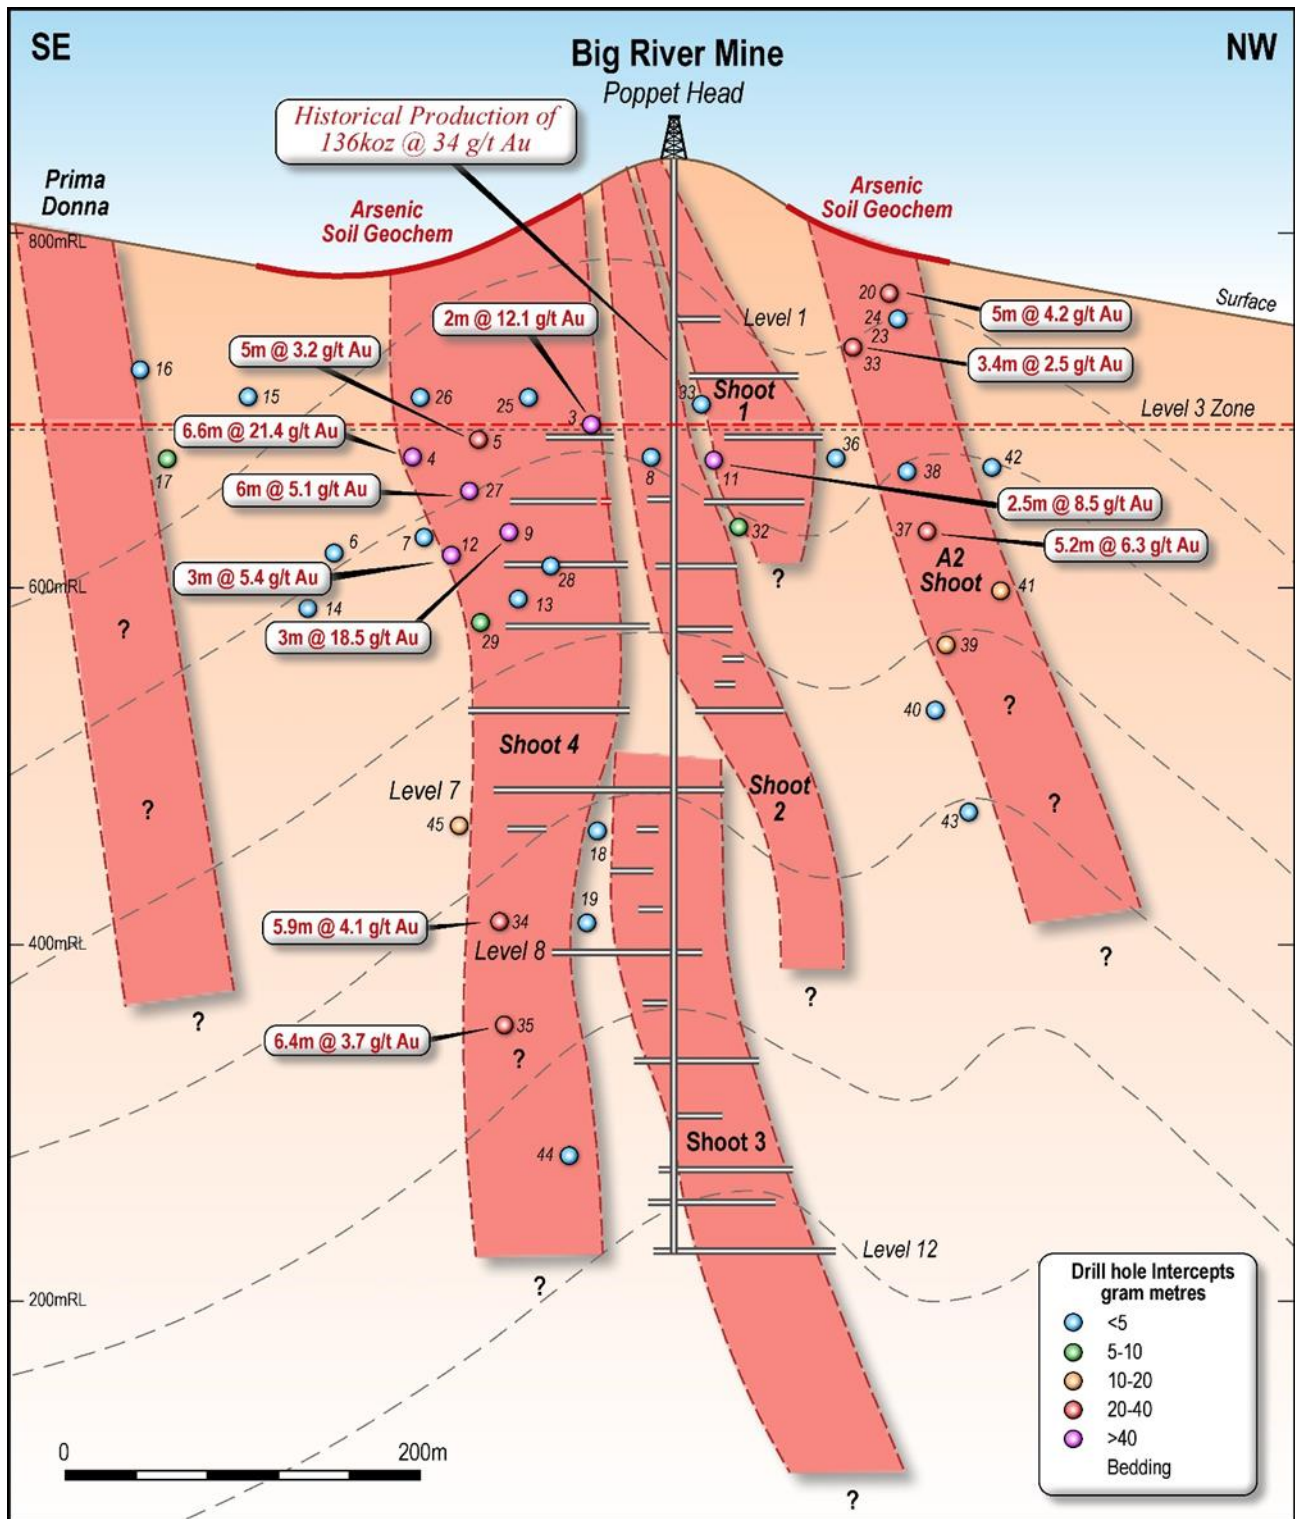 SE
Big River Mine
NW
Poppet Head
Historical Production of
136koz @ 34 g/t Au
Prima
Donna
Arsenic
Soil Geochem
Arsenic
Soil Geochem
800mRL
Surface
20
5m @ 4.2 g/t Au
2m @ 12.1 g/t Au
Level 1
24
23
33
3.4m @ 2.5 g/t Au
5m @ 3.2 g/t Au
16
15
26
25
3
33
Shoot
1
Level 3 Zone
6.6m @ 21.4 g/t Au
5
4
17
8
11
36
38
42
6m @ 5.1 g/t Au
27
2.5m @ 8.5 g/t Au
6
7
12
9
32
37
5.2m @ 6.3 g/t Au
3m @ 5.4 g/t Au
28
?
A2
Shoot
600mRL
14
13
41
3m @ 18.5 g/t Au
29
?
39
?
40
Shoot 4
Shoot
2
Level 7
?
?
45
18
43
5.9m @ 4.1 g/t Au
34
19
400mRL
Level 8
?
?
?
6.4m @ 3.7 g/t Au
35
?
44
Shoot 3
Level 12
?
200mRL
Drill hole Intercepts
gram metres
<5
5-10
10-20
20-40
>40
Bedding
0
200m
?